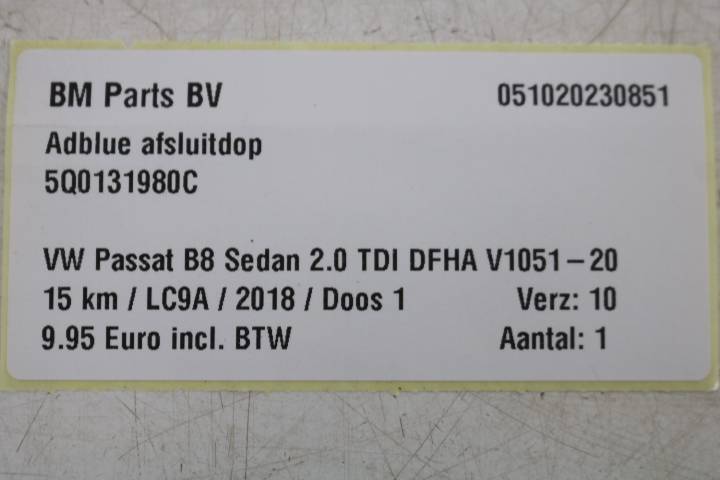 BM Parts BV 051020230851
Adblue afsluitdop
5Q0131980C
VW Passat B8 Sedan 2.0 TDI DFHA V1051-20
15 km / LC9A / 2018 / Doos 1 Verz: 10
9.95 Euro incl. BTW Aantal: 1